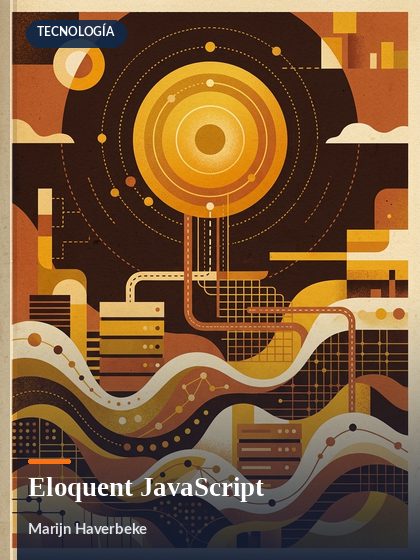 TECNOLOGÍA
Eloquent JavaScript
Marijn Haverbeke